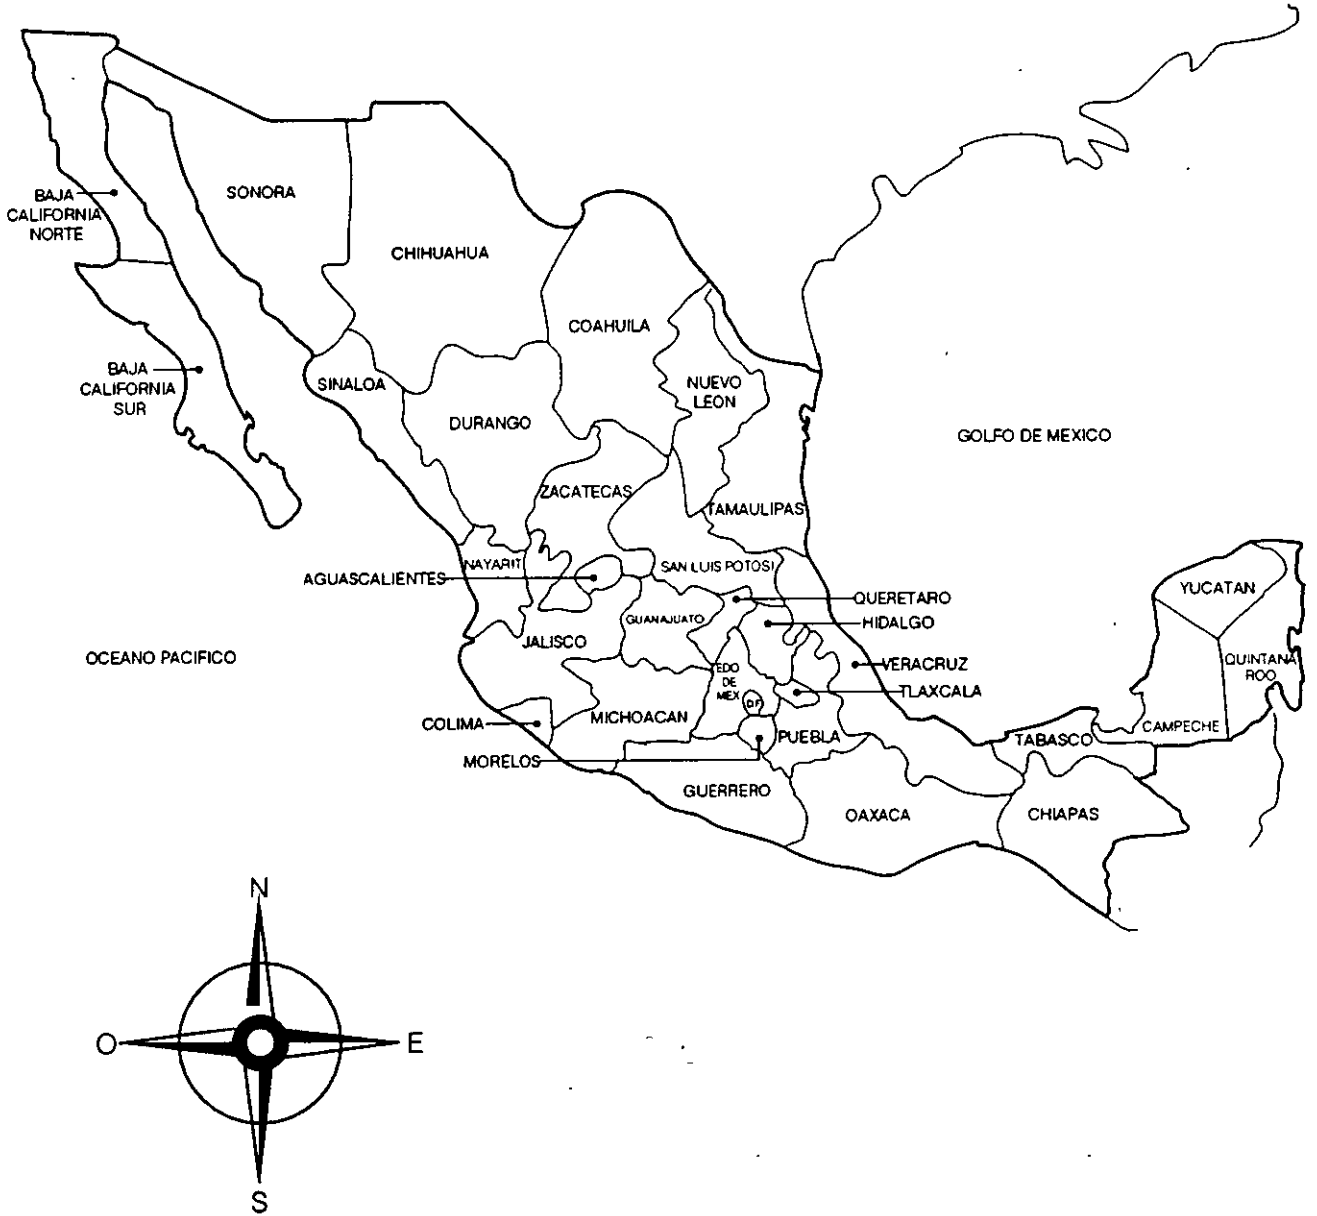 SONORA
BAJA
CALIFORNIA
NORTE
CHIHUAHUA
COAHUILA
BAJA
CALIFORNIA
SUR
SINALOA
NUEVO
LEON
DURANGO
GOLFO DE MEXICO
ZACATECAS
TAMAULIPAS
NAYARIT
SAN LUIS POTOSI
AGUASCALIENTES
YUCATAN
QUERETARO
GUANAJUATO
HIDALGO
JALISCO
OCEANO PACIFICO
VERACRUZ
QUINTANA
ROO
EDO
DE
MEX
TLAXCALA
D.F
COLIMA
MICHOACAN
CAMPECHE
PUEBLA
TABASCO
MORELOS
GUERRERO
OAXACA
CHIAPAS
N
O
E
S